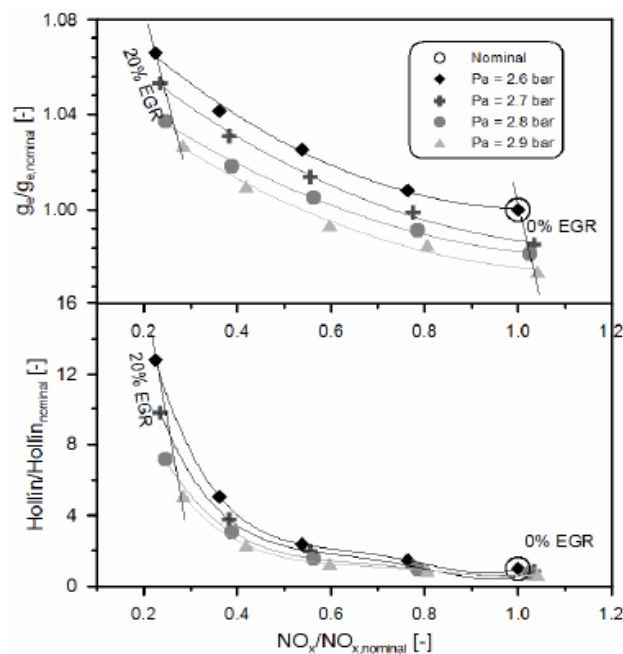 1.08
1.04
1.00
16
12
8
4
0
gₑ/gₑ,nominal [-]
20% EGR
Nominal
Pa = 2.6 bar
Pa = 2.7 bar
Pa = 2.8 bar
Pa = 2.9 bar
0% EGR
0.2 0.4 0.6 0.8 1.0 1.2
Hollín/Hollínnominal [-]
20% EGR
0% EGR
0.2 0.4 0.6 0.8 1.0 1.2
NOₓ/NOₓ,nominal [-]